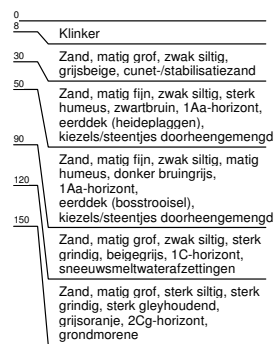 0
8
Klinker
30
Zand, matig grof, zwak siltig,
grijsbeige, cunet-/stabilisatiezand
50
Zand, matig fijn, zwak siltig, sterk
humeus, zwartbruin, 1Aa-horizont,
eerddek (heideplaggen),
kiezels/steentjes doorheengemengd
90
Zand, matig fijn, zwak siltig, matig
humeus, donker bruingrijs,
1Aa-horizont,
eerddek (bosstrooisel),
kiezels/steentjes doorheengemengd
120
Zand, matig grof, zwak siltig, sterk
grindig, beigegrijs, 1C-horizont,
sneeuwsmeltwaterafzettingen
150
Zand, matig grof, sterk siltig, sterk
grindig, sterk gleyhoudend,
grijsoranje, 2Cg-horizont,
grondmorene